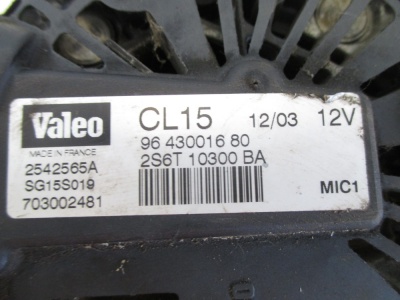 Valeo CL15 12/03 12V
96 430016 80
MADE IN FRANCE 2S6T 10300 BA
2542565A
SG15S019 MIC1
703002481